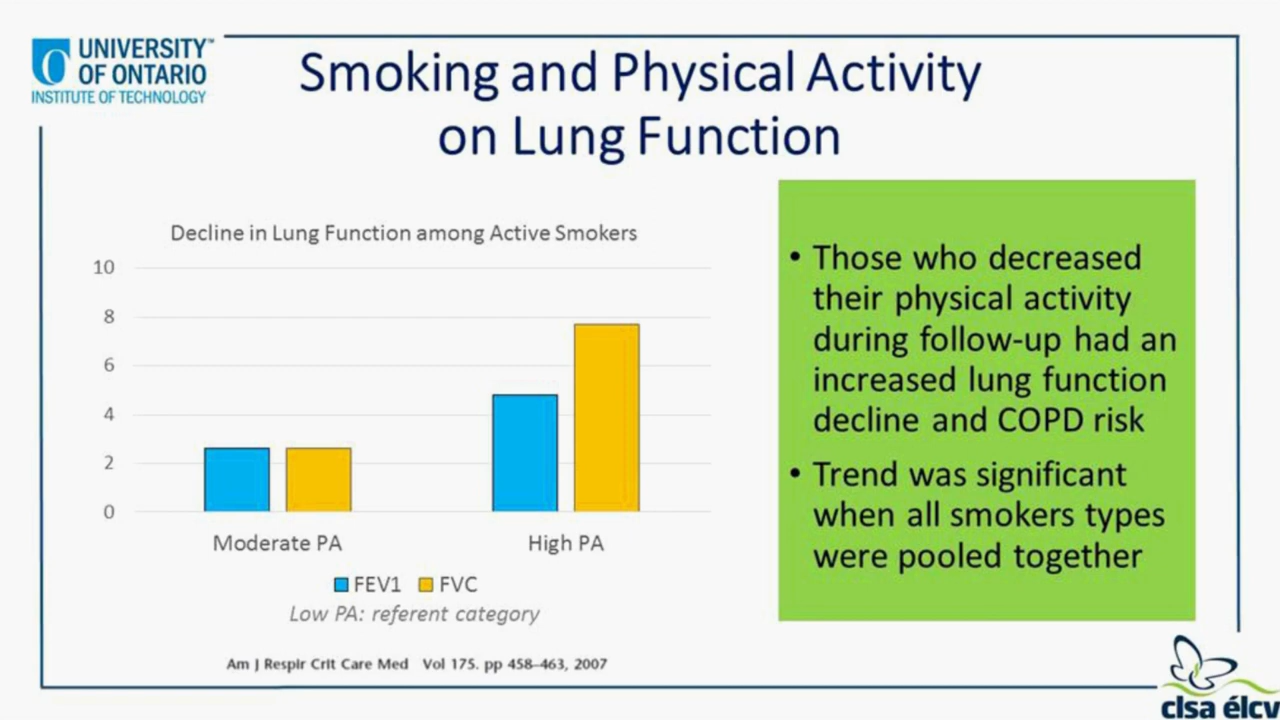 UNIVERSITY™
OF ONTARIO
INSTITUTE OF TECHNOLOGY
Smoking and Physical Activity
on Lung Function
Decline in Lung Function among Active Smokers
10
8
6
4
2
0
Moderate PA
High PA
FEV1 FVC
Low PA: referent category
Am J Respir Crit Care Med Vol 175. pp 458–463, 2007
• Those who decreased
their physical activity
during follow-up had an
increased lung function
decline and COPD risk
• Trend was significant
when all smokers types
were pooled together
clsa élcv